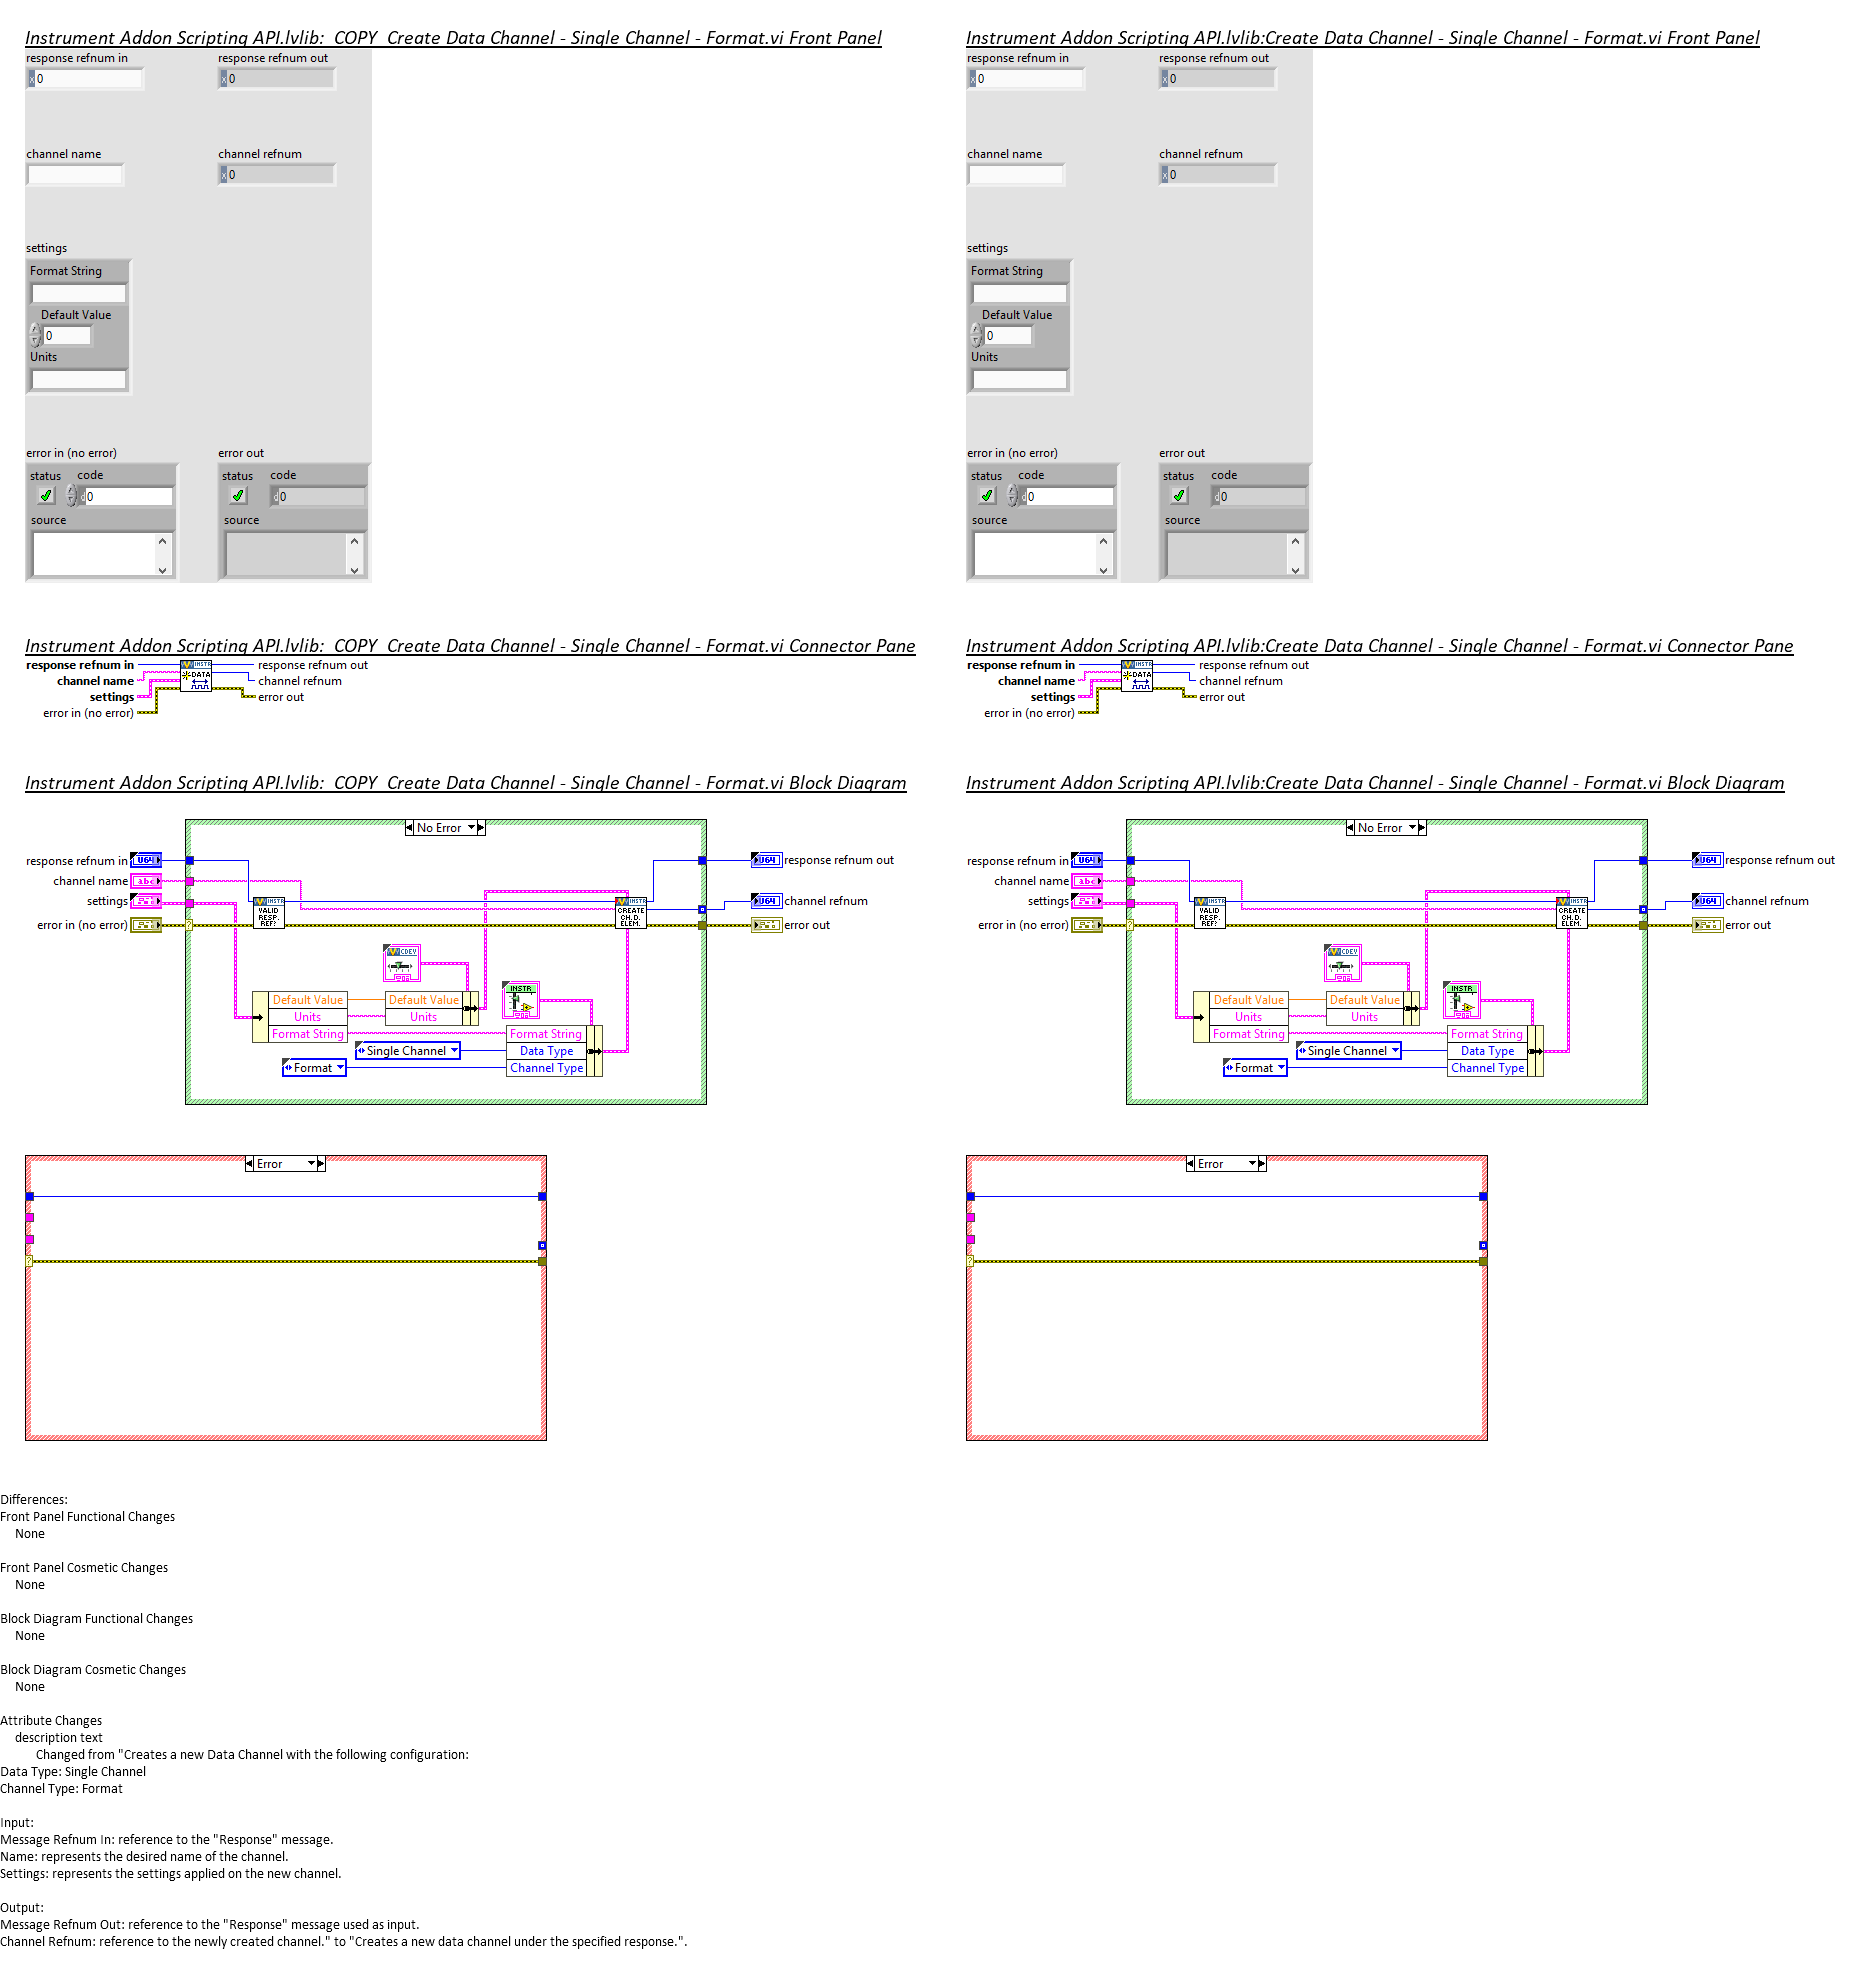 Instrument Addon Scripting API.lvlib:  COPY  Create Data Channel - Single Channel - Format.vi Front Panel
response refnum in
response refnum out
x 0
x 0
channel name
channel refnum
x 0
settings
Format String
Default Value
0
Units
error in (no error)
error out
status code
status code
d 0
d 0
source
source
Instrument Addon Scripting API.lvlib:Create Data Channel - Single Channel - Format.vi Front Panel
response refnum in
response refnum out
x 0
x 0
channel name
channel refnum
x 0
settings
Format String
Default Value
0
Units
error in (no error)
error out
status code
status code
d 0
d 0
source
source
Instrument Addon Scripting API.lvlib:  COPY  Create Data Channel - Single Channel - Format.vi Connector Pane
response refnum in
channel name
settings
error in (no error)
INSTR
DATA
response refnum out
channel refnum
error out
Instrument Addon Scripting API.lvlib:Create Data Channel - Single Channel - Format.vi Connector Pane
response refnum in
channel name
settings
error in (no error)
INSTR
DATA
response refnum out
channel refnum
error out
Instrument Addon Scripting API.lvlib:  COPY  Create Data Channel - Single Channel - Format.vi Block Diagram
No Error
response refnum in U64
channel name abc
settings
error in (no error)
INSTR
VALID
RESP.
REF?
INSTR
CREATE
CH.D.
ELEM.
U64 response refnum out
U64 channel refnum
error out
?
CDEV
INSTR
Default Value
Units
Format String
Default Value
Units
Format String
Data Type
Channel Type
Single Channel
Format
Instrument Addon Scripting API.lvlib:Create Data Channel - Single Channel - Format.vi Block Diagram
No Error
response refnum in U64
channel name abc
settings
error in (no error)
INSTR
VALID
RESP.
REF?
INSTR
CREATE
CH.D.
ELEM.
U64 response refnum out
U64 channel refnum
error out
?
CDEV
INSTR
Default Value
Units
Format String
Default Value
Units
Format String
Data Type
Channel Type
Single Channel
Format
Error
?
Error
?
Differences:
Front Panel Functional Changes
None
Front Panel Cosmetic Changes
None
Block Diagram Functional Changes
None
Block Diagram Cosmetic Changes
None
Attribute Changes
description text
Changed from "Creates a new Data Channel with the following configuration:
Data Type: Single Channel
Channel Type: Format
Input:
Message Refnum In: reference to the "Response" message.
Name: represents the desired name of the channel.
Settings: represents the settings applied on the new channel.
Output:
Message Refnum Out: reference to the "Response" message used as input.
Channel Refnum: reference to the newly created channel." to "Creates a new data channel under the specified response.".